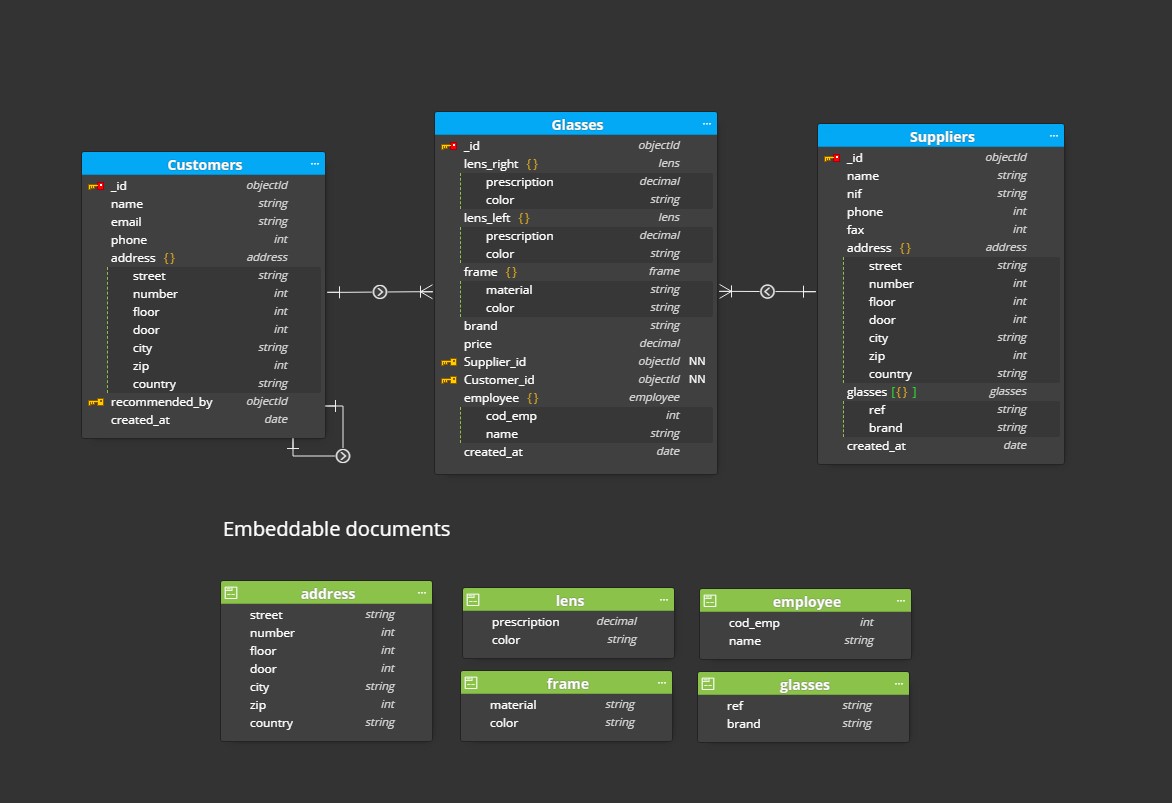 Customers
_id objectId
name string
email string
phone int
address {} address
street string
number int
floor int
door int
city string
zip int
country string
recommended_by objectId
created_at date
Glasses
_id objectId
lens_right {} lens
prescription decimal
color string
lens_left {} lens
prescription decimal
color string
frame {} frame
material string
color string
brand string
price decimal
Supplier_id objectId NN
Customer_id objectId NN
employee {} employee
cod_emp int
name string
created_at date
Suppliers
_id objectId
name string
nif string
phone int
fax int
address {} address
street string
number int
floor int
door int
city string
zip int
country string
glasses [{} ] glasses
ref string
brand string
created_at date
Embeddable documents
address
street string
number int
floor int
door int
city string
zip int
country string
lens
prescription decimal
color string
employee
cod_emp int
name string
frame
material string
color string
glasses
ref string
brand string